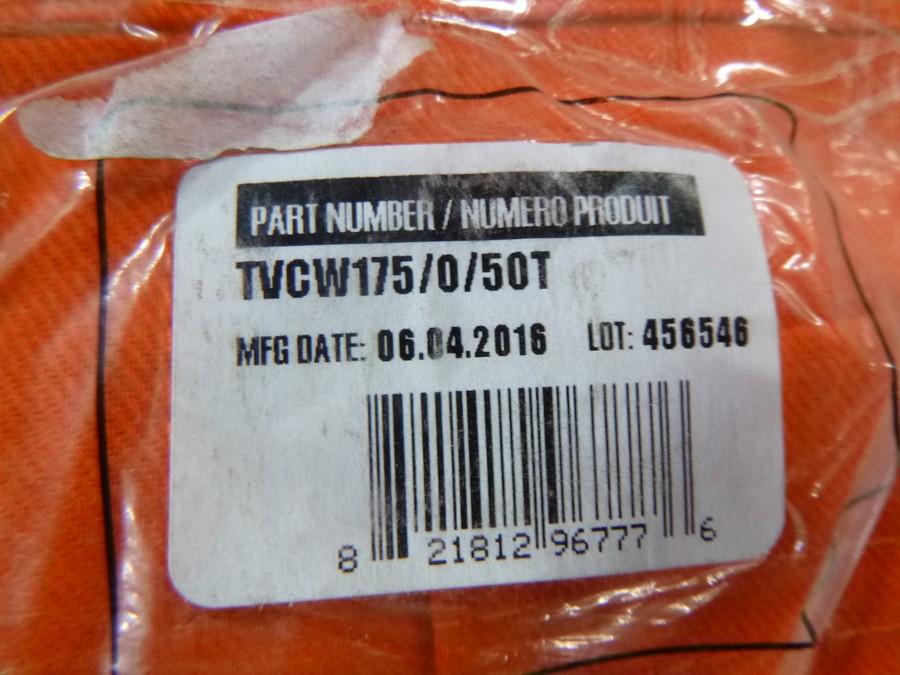 PART NUMBER / NUMERO PRODUIT
TVCW175/0/50T
MFG DATE: 06.04.2016 LOT: 456546
8 21812 96777 6